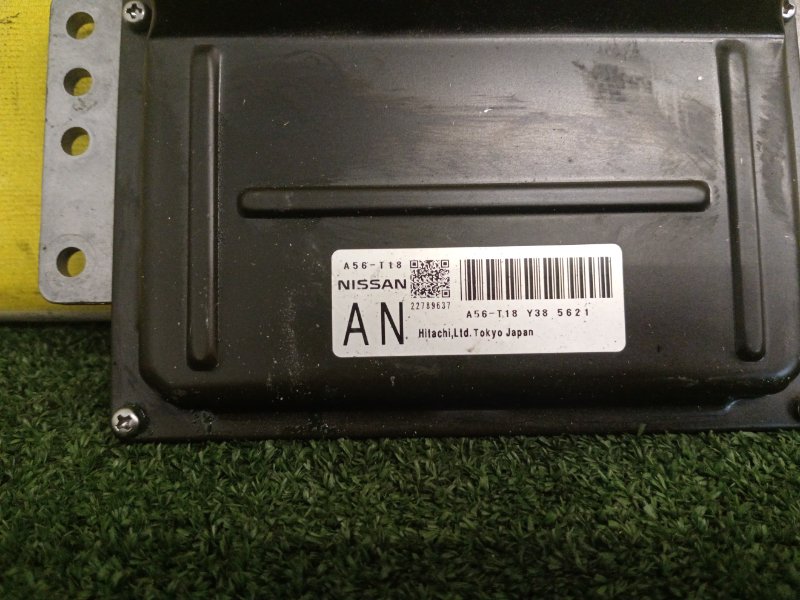 A56-T18
NISSAN
22789637
A56-T18 Y38 5621
AN
Hitachi,Ltd. Tokyo Japan